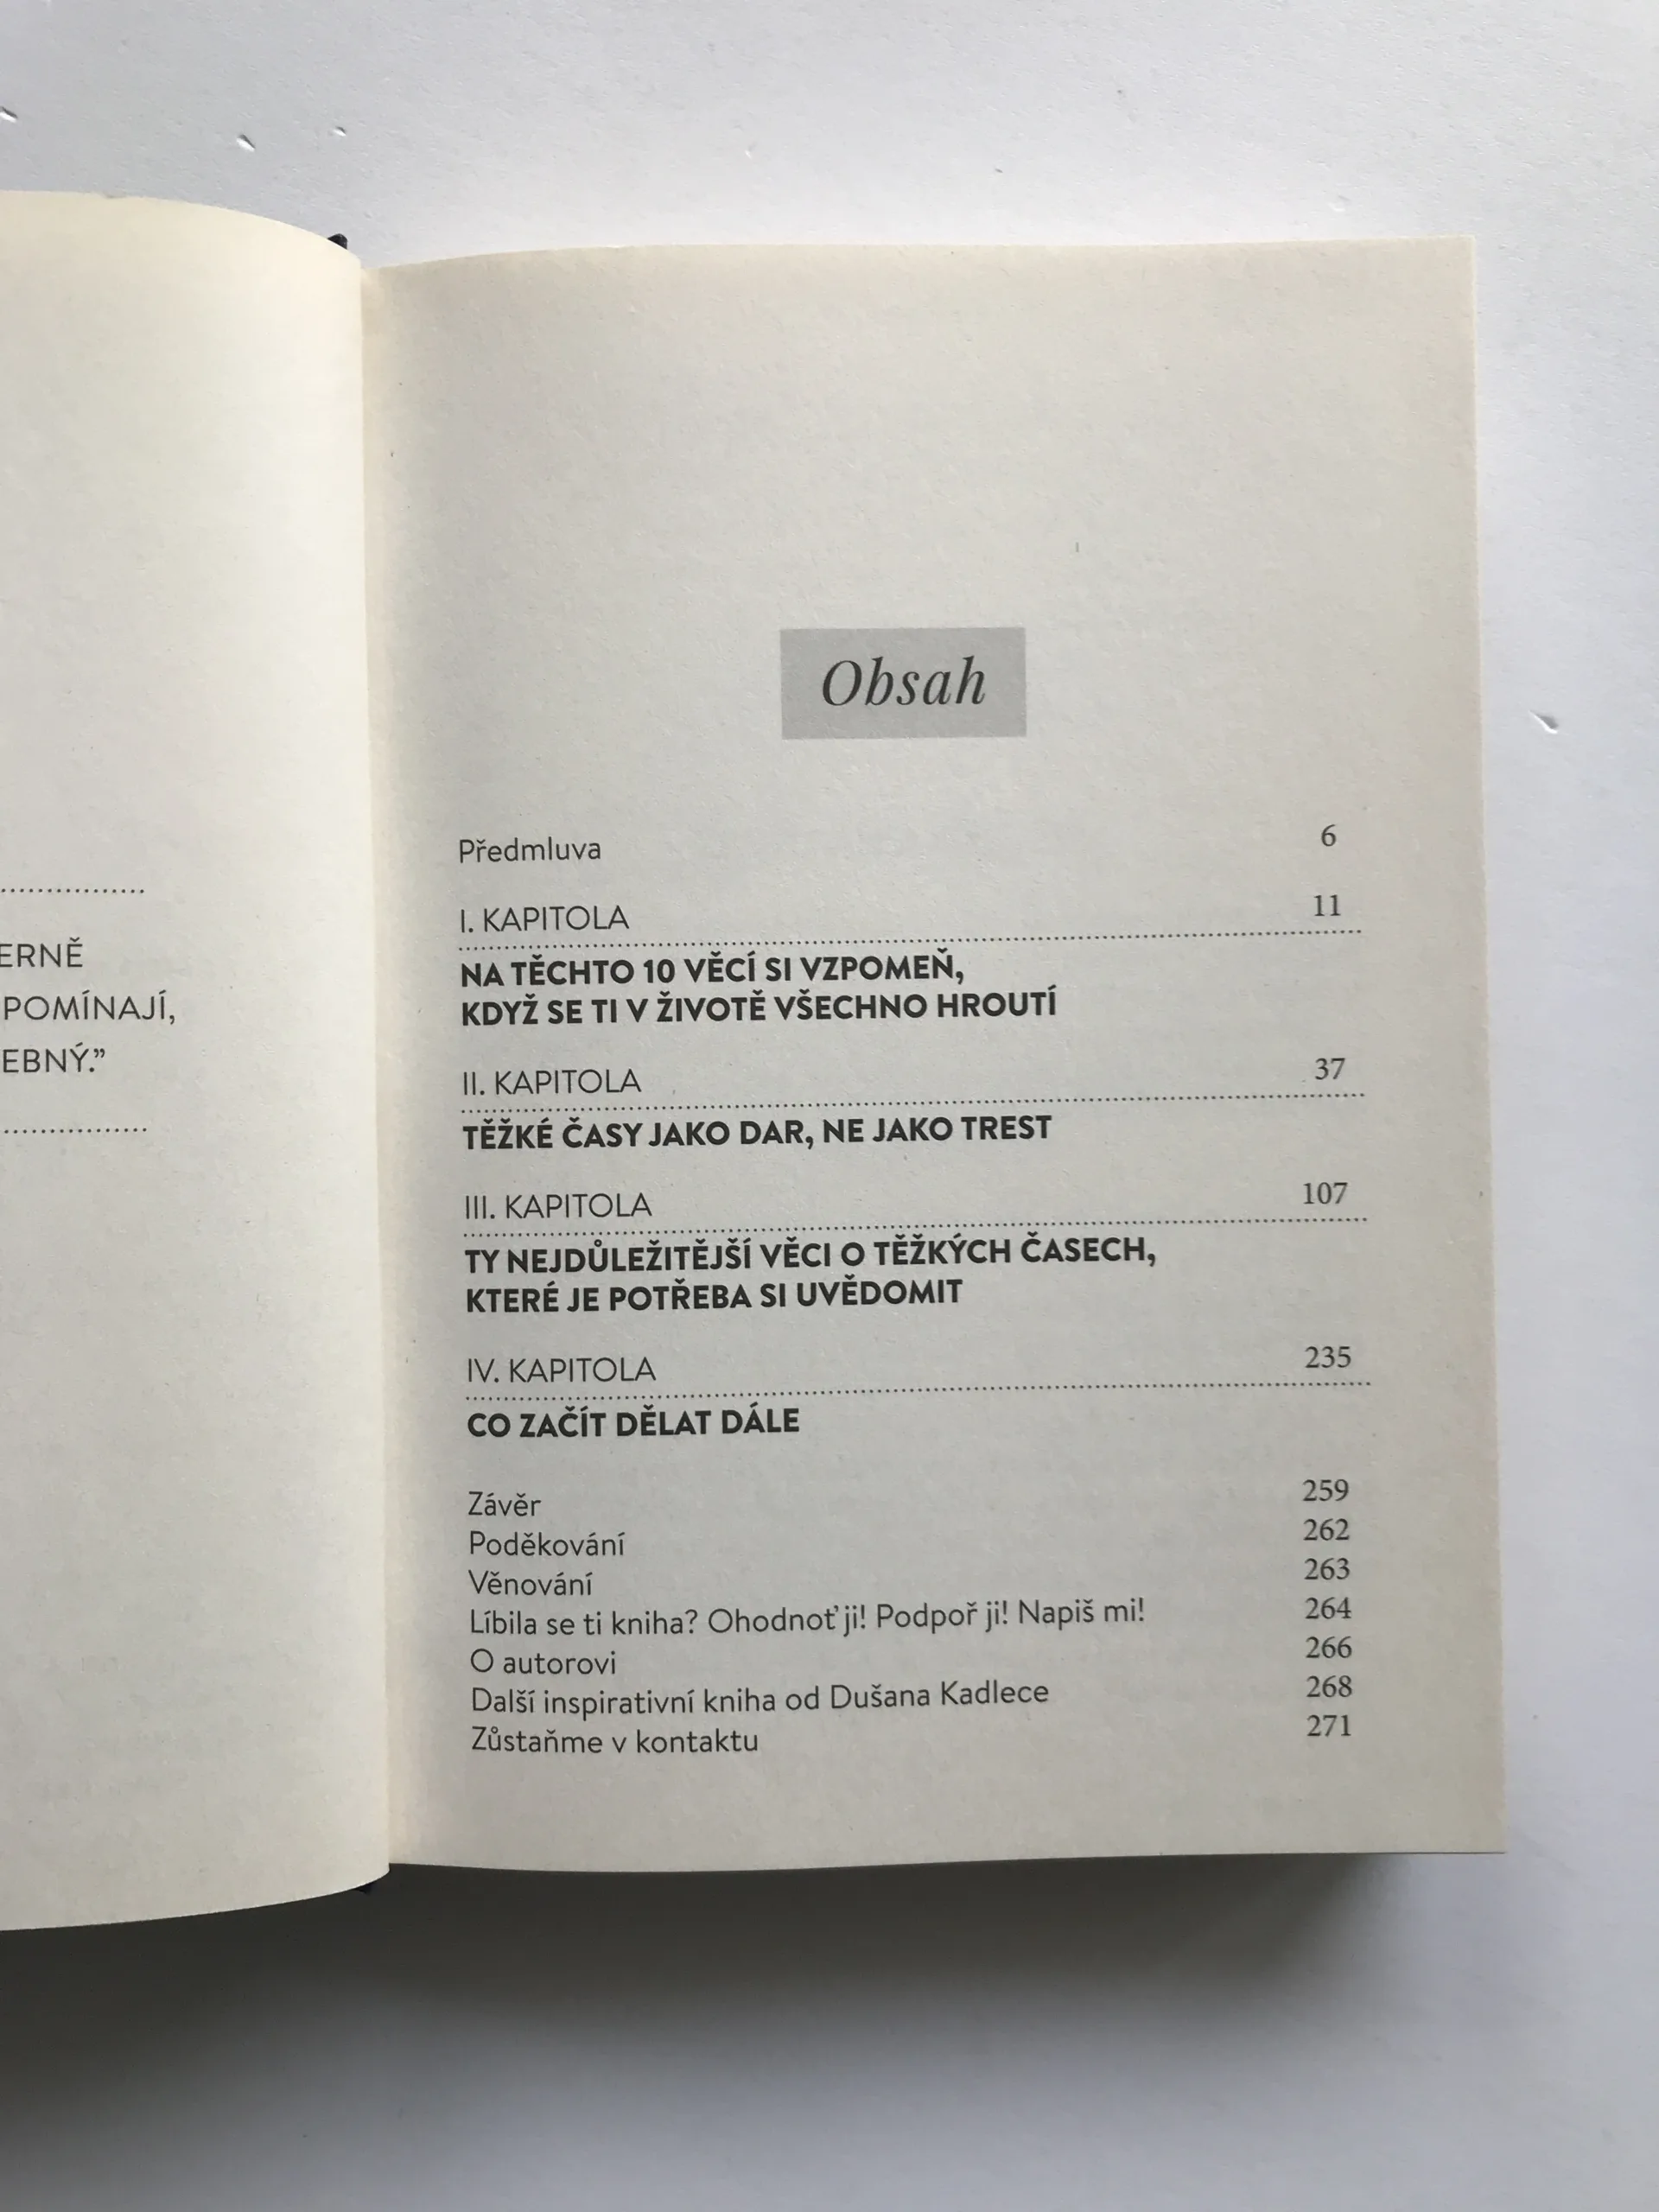 POMÍNAJÍ,
Obsah
Předmluva 6
I. KAPITOLA 11
NA TĚCHTO 10 VĚCÍ SI VZPOMEŇ,
KDYŽ SE TI V ŽIVOTĚ VŠECHNO HROUTÍ
II. KAPITOLA 37
TĚŽKÉ ČASY JAKO DAR, NE JAKO TREST
III. KAPITOLA 107
TY NEJDŮLEŽITĚJŠÍ VĚCI O TĚŽKÝCH ČASECH,
KTERÉ JE POTŘEBA SI UVĚDOMIT
IV. KAPITOLA 235
CO ZAČÍT DĚLAT DÁLE
Závěr 259
Poděkování 262
Věnování 263
Líbila se ti kniha? Ohodnoť ji! Podpoř ji! Napiš mi! 264
O autorovi 266
Další inspirativní kniha od Dušana Kadlece 268
Zůstaňme v kontaktu 271